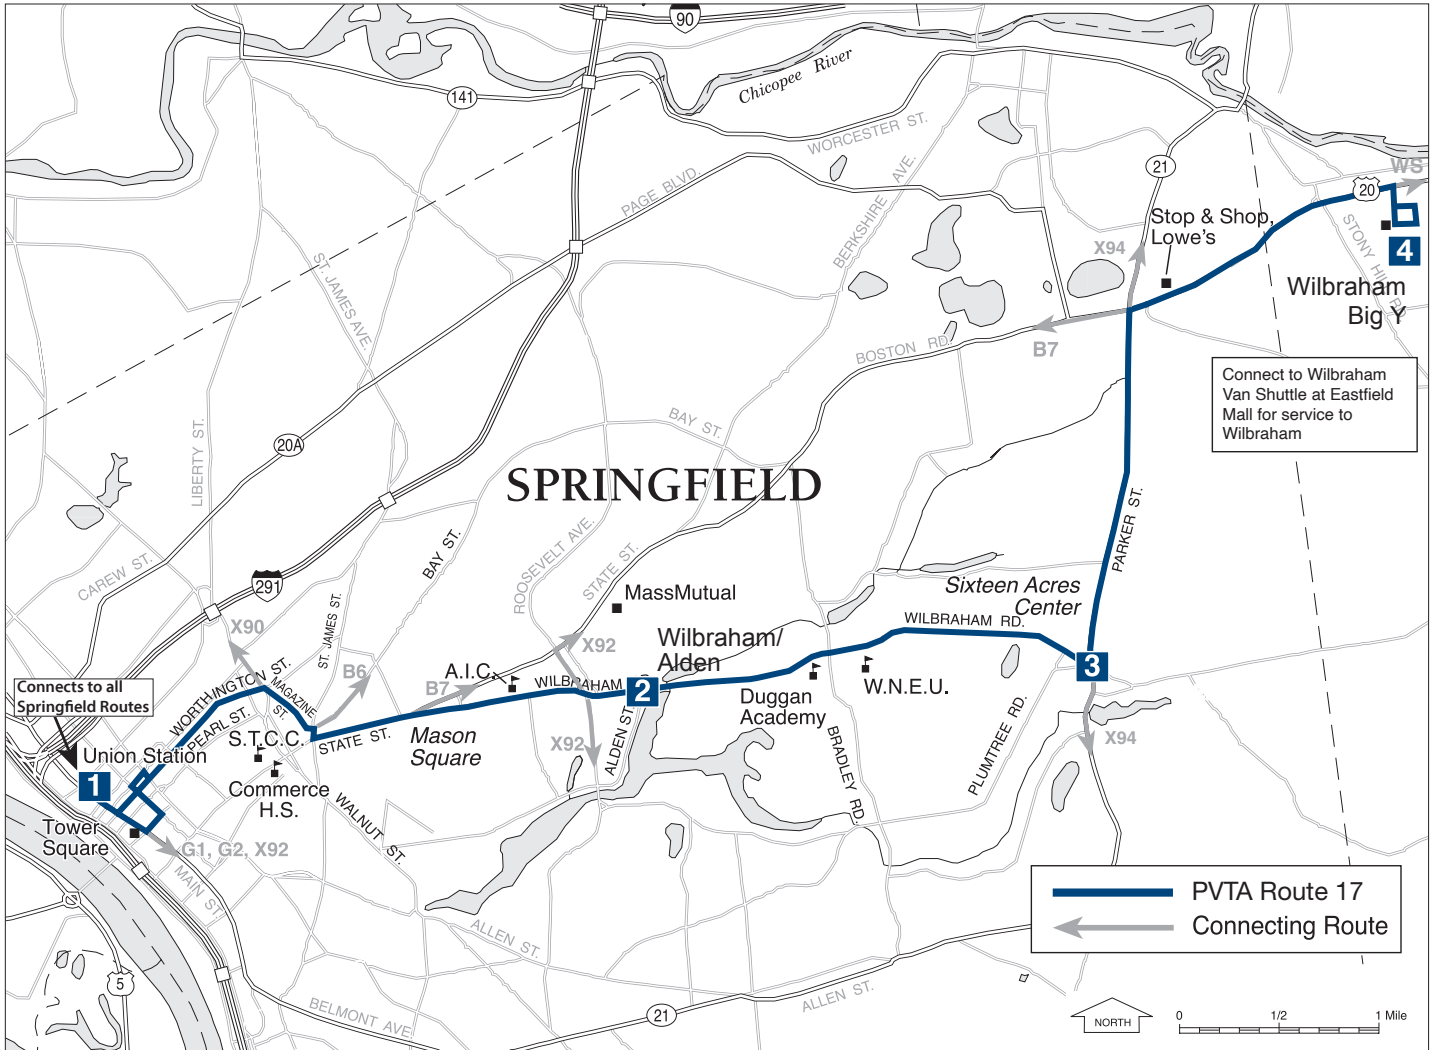 90
Chicopee River
141
WORCESTER ST.
21
WS
20
PAGE BLVD.
BERKSHIRE AVE.
Stop & Shop,
Lowe's
STONY HILL RD.
4
X94
ST. JAMES AVE.
Wilbraham
Big Y
B7
BOSTON RD.
Connect to Wilbraham
Van Shuttle at Eastfield
Mall for service to
Wilbraham
LIBERTY ST.
20A
BAY ST.
SPRINGFIELD
PARKER ST.
CAREW ST.
291
BAY ST.
ROOSEVELT AVE.
STATE ST.
MassMutual
Sixteen Acres
Center
X90
ST. JAMES ST.
X92
Wilbraham/
Alden
WILBRAHAM RD.
3
WORTHINGTON ST.
MAGAZINE
ST.
B6
A.I.C.
B7
WILBRAHAM
2
W.N.E.U.
Connects to all
Springfield Routes
PEARL ST.
S.T.C.C.
STATE ST.
Mason
Square
ALDEN ST.
Duggan
Academy
PLUMTREE RD.
Union Station
X92
BRADLEY RD.
X94
1
Commerce
H.S.
WALNUT ST.
Tower
Square
G1, G2, X92
MAIN ST.
PVTA Route 17
Connecting Route
ALLEN ST.
5
BELMONT AVE.
21
ALLEN ST.
NORTH
0 1/2 1 Mile